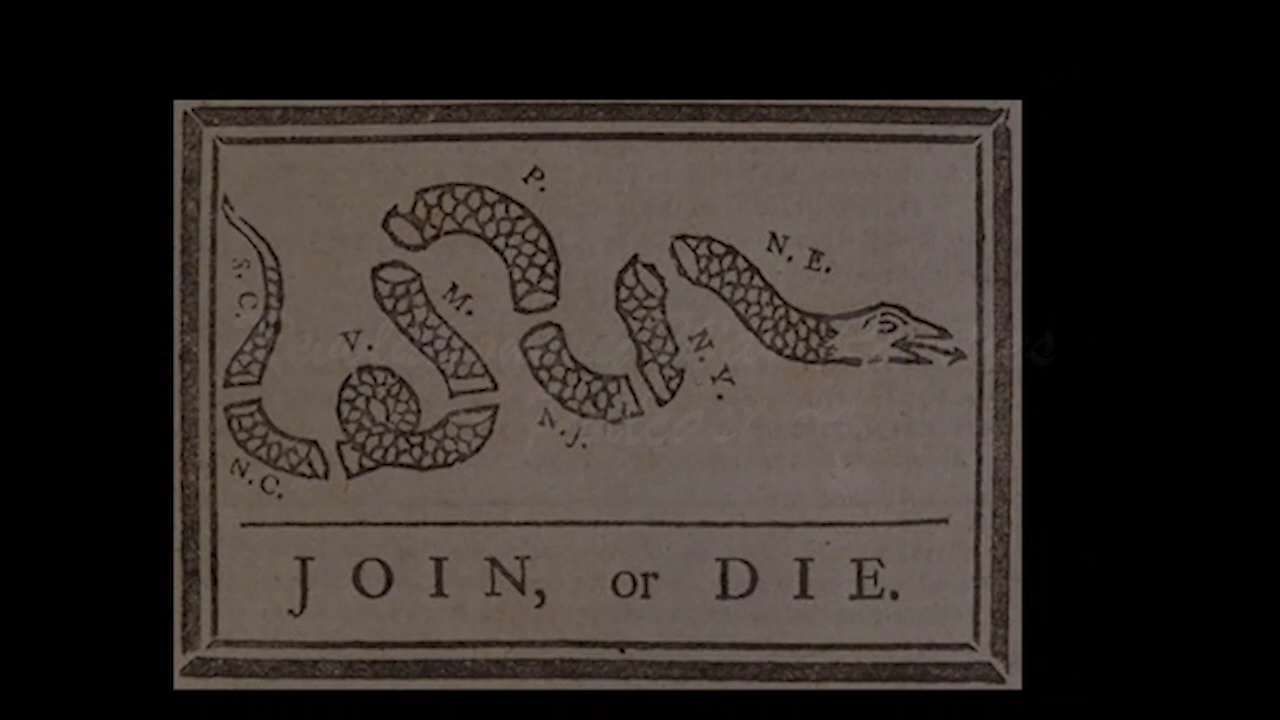 P.
N. E.
S. C.
M.
V.
N. Y.
N. J.
N. C.
JOIN, or DIE.